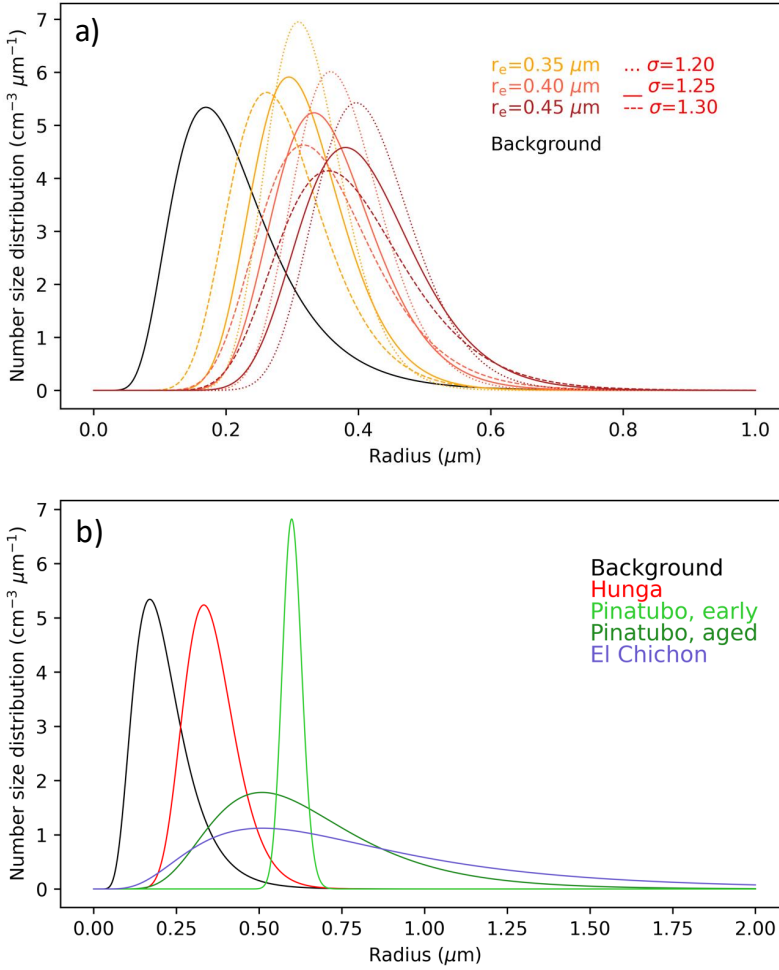 a)
Number size distribution (cm⁻³ μm⁻¹)
7
6
5
4
3
2
1
0
rₑ=0.35 μm ... σ=1.20
rₑ=0.40 μm __ σ=1.25
rₑ=0.45 μm --- σ=1.30
Background
0.0 0.2 0.4 0.6 0.8 1.0
Radius (μm)
b)
Number size distribution (cm⁻³ μm⁻¹)
7
6
5
4
3
2
1
0
Background
Hunga
Pinatubo, early
Pinatubo, aged
El Chichon
0.00 0.25 0.50 0.75 1.00 1.25 1.50 1.75 2.00
Radius (μm)